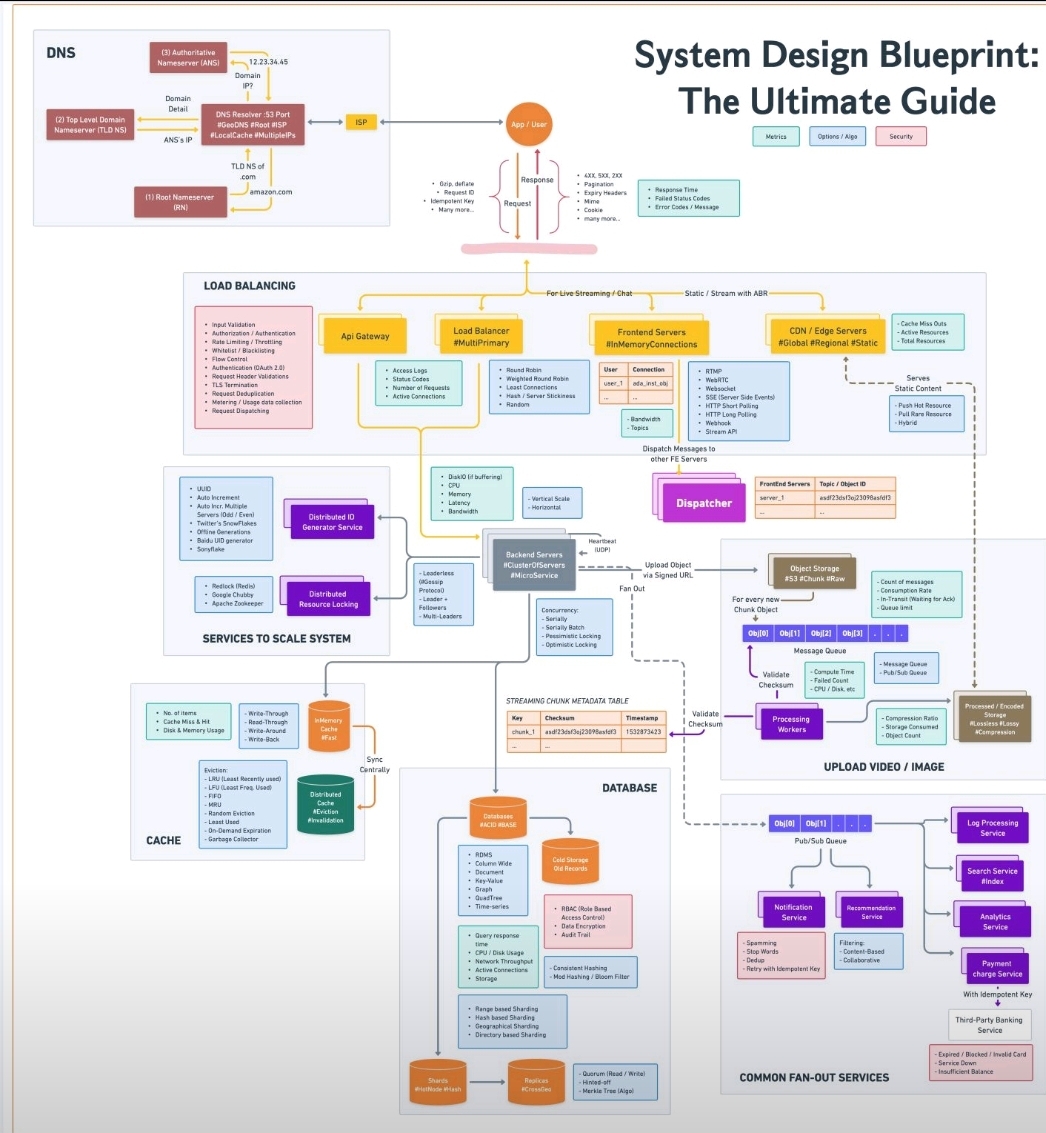 System Design Blueprint:
The Ultimate Guide
Metrics
Options / Algo
Security
DNS
(3) Authoritative
Nameserver (ANS)
12.23.34.45
Domain
IP?
Domain
Detail
(2) Top Level Domain
Nameserver (TLD NS)
ANS's IP
DNS Resolver :53 Port
#GeoDNS #Root #ISP
#LocalCache #MultipleIPs
TLD NS of
.com
amazon.com
(1) Root Nameserver
(RN)
ISP
App / User
Request
Response
• Gzip, deflate
• Request ID
• Idempotent Key
• Many more...
• 4XX, 5XX, 2XX
• Pagination
• Expiry Headers
• Mime
• Cookie
• many more...
• Response Time
• Failed Status Codes
• Error Codes / Message
LOAD BALANCING
For Live Streaming / Chat
Static / Stream with ABR
• Input Validation
• Authorization / Authentication
• Rate Limiting / Throttling
• Whitelist / Blacklisting
• Flow Control
• Authentication (OAuth 2.0)
• Request Header Validations
• TLS Termination
• Request Deduplication
• Metering / Usage data collection
• Request Dispatching
Api Gateway
Load Balancer
#MultiPrimary
Frontend Servers
#InMemoryConnections
CDN / Edge Servers
#Global #Regional #Static
- Cache Miss Outs
- Active Resources
- Total Resources
• Access Logs
• Status Codes
• Number of Requests
• Active Connections
• Round Robin
• Weighted Round Robin
• Least Connections
• Hash / Server Stickiness
• Random
User Connection
user_1 ada_inst_obj
... ...
- Bandwidth
- Topics
• RTMP
• WebRTC
• Websocket
• SSE (Server Side Events)
• HTTP Short Polling
• HTTP Long Polling
• Webhook
• Stream API
Serves
Static Content
- Push Hot Resource
- Pull Rare Resource
- Hybrid
Dispatch Messages to
other FE Servers
Dispatcher
FrontEnd Servers Topic / Object ID
server_1 asdf23dsf3oj23098asfdf3
... ...
• DiskIO (if buffering)
• CPU
• Memory
• Latency
• Bandwidth
- Vertical Scale
- Horizontal
• UUID
• Auto Increment
• Auto Incr. Multiple
Servers (Odd / Even)
• Twitter's SnowFlakes
• Offline Generations
• Baidu UID generator
• Sonyflake
Distributed ID
Generator Service
• Redlock (Redis)
• Google Chubby
• Apache Zookeeper
Distributed
Resource Locking
SERVICES TO SCALE SYSTEM
Backend Servers
#ClusterOfServers
#MicroService
Heartbeat
(UDP)
- Leaderless
(#Gossip
Protocol)
- Leader +
Followers
- Multi-Leaders
Concurrency:
- Serially
- Serially Batch
- Pessimistic Locking
- Optimistic Locking
Upload Object
via Signed URL
Fan Out
Object Storage
#S3 #Chunk #Raw
For every new
Chunk Object
• Count of messages
• Consumption Rate
• In-Transit (Waiting for Ack)
• Queue limit
Obj[0] Obj[1] Obj[2] Obj[3] . . .
Message Queue
Validate
Checksum
• Compute Time
• Failed Count
• CPU / Disk, etc
- Message Queue
- Pub/Sub Queue
Processing
Workers
• Compression Ratio
- Storage Consumed
- Object Count
Processed / Encoded
Storage
#Lossless #Lossy
#Compression
UPLOAD VIDEO / IMAGE
STREAMING CHUNK METADATA TABLE
Key Checksum Timestamp
chunk_1 asdf23dsf3oj23098asfdf3 1532873423
... ...
Validate
Checksum
• No. of items
• Cache Miss & Hit
• Disk & Memory Usage
- Write-Through
- Read-Through
- Write-Around
- Write-Back
InMemory
Cache
#Fast
Sync
Centrally
Eviction:
- LRU (Least Recently used)
- LFU (Least Freq. Used)
- FIFO
- MRU
- Random Eviction
- Least Used
- On-Demand Expiration
- Garbage Collector
Distributed
Cache
#Eviction
#Invalidation
CACHE
DATABASE
Databases
#ACID #BASE
Cold Storage
Old Records
• RDMS
• Column Wide
• Document
• Key-Value
• Graph
• QuadTree
• Time-series
• RBAC (Role Based
Access Control)
• Data Encryption
• Audit Trail
• Query response
time
• CPU / Disk Usage
• Network Throughput
• Active Connections
• Storage
- Consistent Hashing
- Mod Hashing / Bloom Filter
• Range based Sharding
• Hash based Sharding
• Geographical Sharding
• Directory based Sharding
Shards
#HotNode #Hash
Replicas
#CrossGeo
- Quorum (Read / Write)
- Hinted-off
- Merkle Tree (Algo)
Obj[0] Obj[1] . . .
Pub/Sub Queue
Log Processing
Service
Search Service
#Index
Analytics
Service
Payment
charge Service
Notification
Service
Recommendation
Service
- Spamming
- Stop Words
- Dedup
- Retry with Idempotent Key
Filtering:
- Content-Based
- Collaborative
With Idempotent Key
Third-Party Banking
Service
- Expired / Blocked / Invalid Card
- Service Down
- Insufficient Balance
COMMON FAN-OUT SERVICES